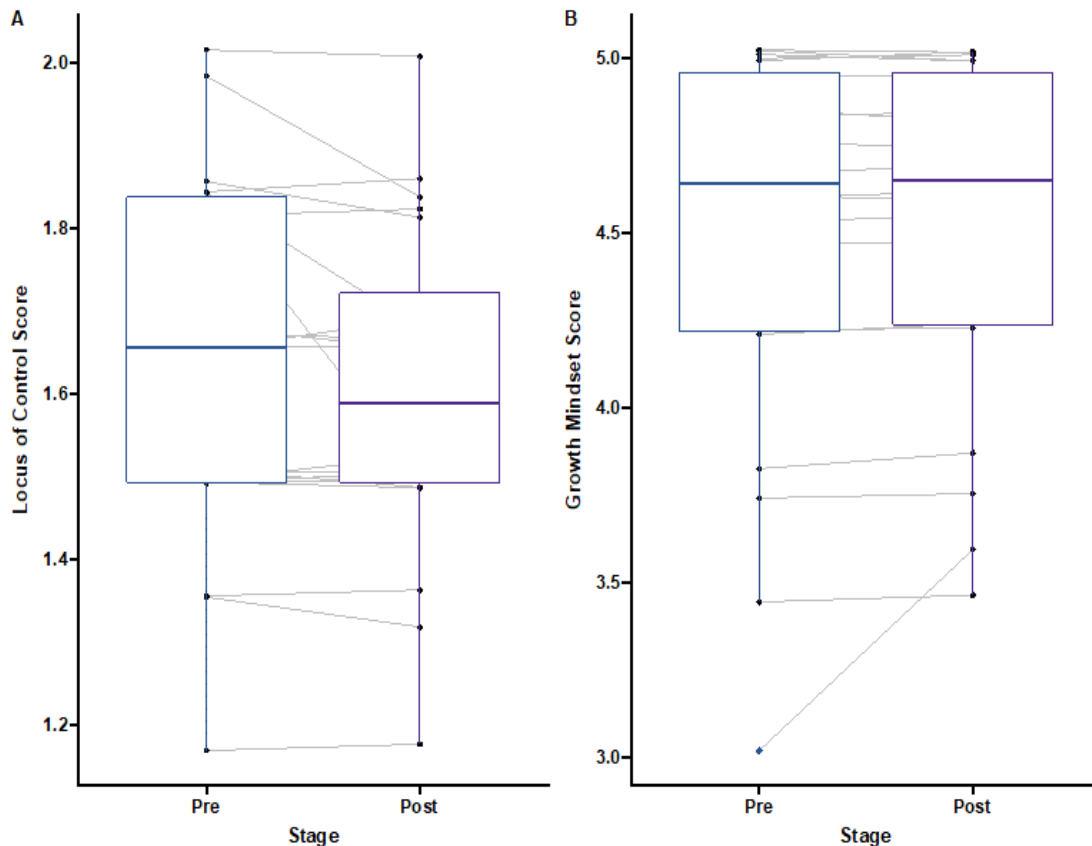 A
Locus of Control Score
2.0
1.8
1.6
1.4
1.2
Pre
Post
Stage
B
Growth Mindset Score
5.0
4.5
4.0
3.5
3.0
Pre
Post
Stage